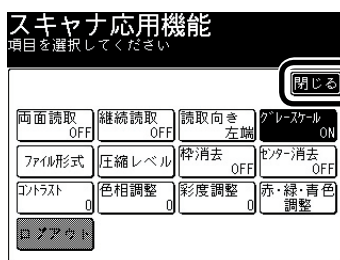 スキャナ応用機能
項目を選択してください
閉じる
両面読取 OFF
継続読取 OFF
読取向き 左端
グレースケール ON
ファイル形式
圧縮レベル
枠消去 OFF
センター消去 OFF
コントラスト 0
色相調整 0
彩度調整 0
赤・緑・青色調整
ログアウト